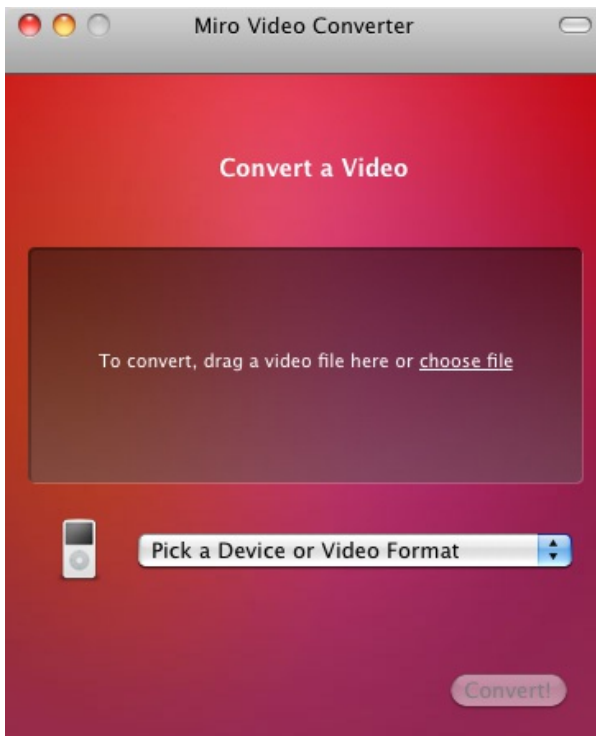 Miro Video Converter
Convert a Video
To convert, drag a video file here or choose file
Pick a Device or Video Format
Convert!